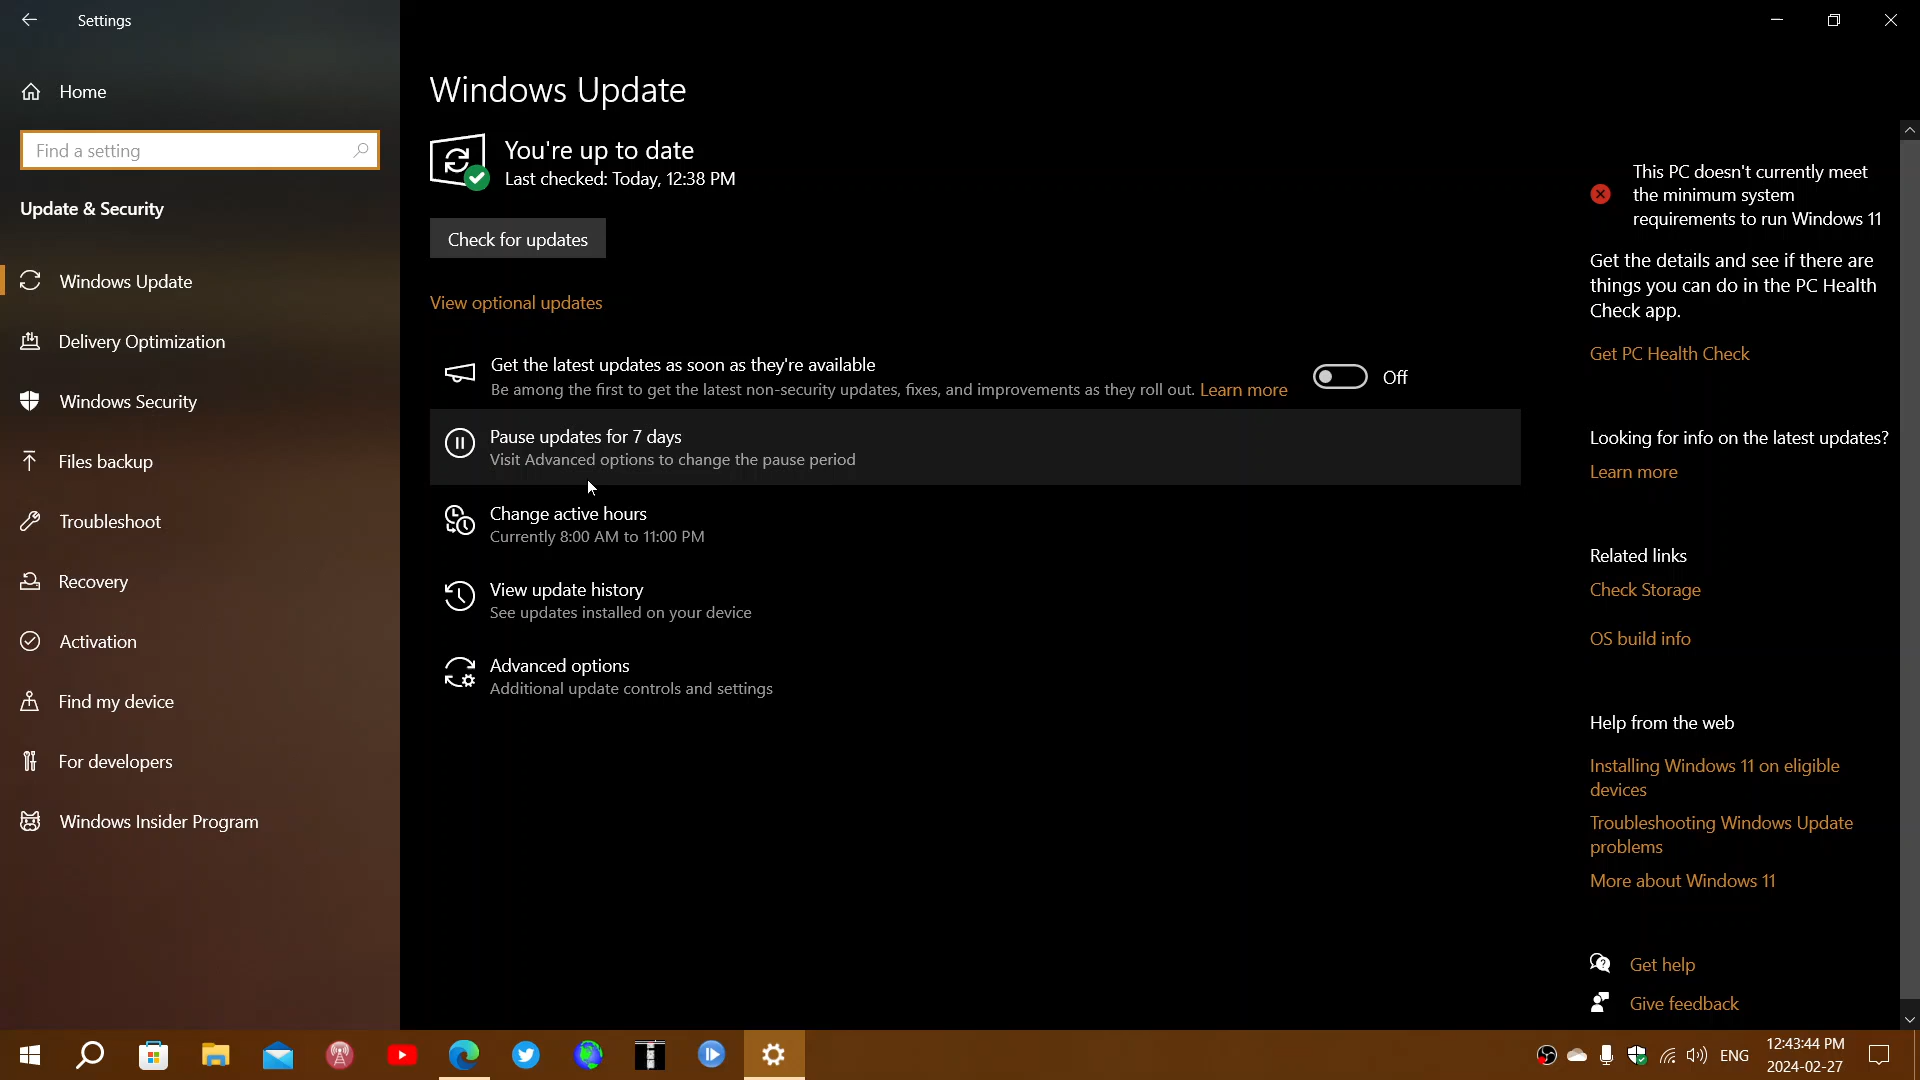 Settings
Home
Find a setting
Update & Security
Windows Update
Delivery Optimization
Windows Security
Files backup
Troubleshoot
Recovery
Activation
Find my device
For developers
Windows Insider Program
Windows Update
You're up to date
Last checked: Today, 12:38 PM
Check for updates
View optional updates
Get the latest updates as soon as they're available
Be among the first to get the latest non-security updates, fixes, and improvements as they roll out. Learn more
Off
Pause updates for 7 days
Visit Advanced options to change the pause period
Change active hours
Currently 8:00 AM to 11:00 PM
View update history
See updates installed on your device
Advanced options
Additional update controls and settings
This PC doesn't currently meet
the minimum system
requirements to run Windows 11
Get the details and see if there are
things you can do in the PC Health
Check app.
Get PC Health Check
Looking for info on the latest updates?
Learn more
Related links
Check Storage
OS build info
Help from the web
Installing Windows 11 on eligible
devices
Troubleshooting Windows Update
problems
More about Windows 11
Get help
Give feedback
ENG
12:43:44 PM
2024-02-27